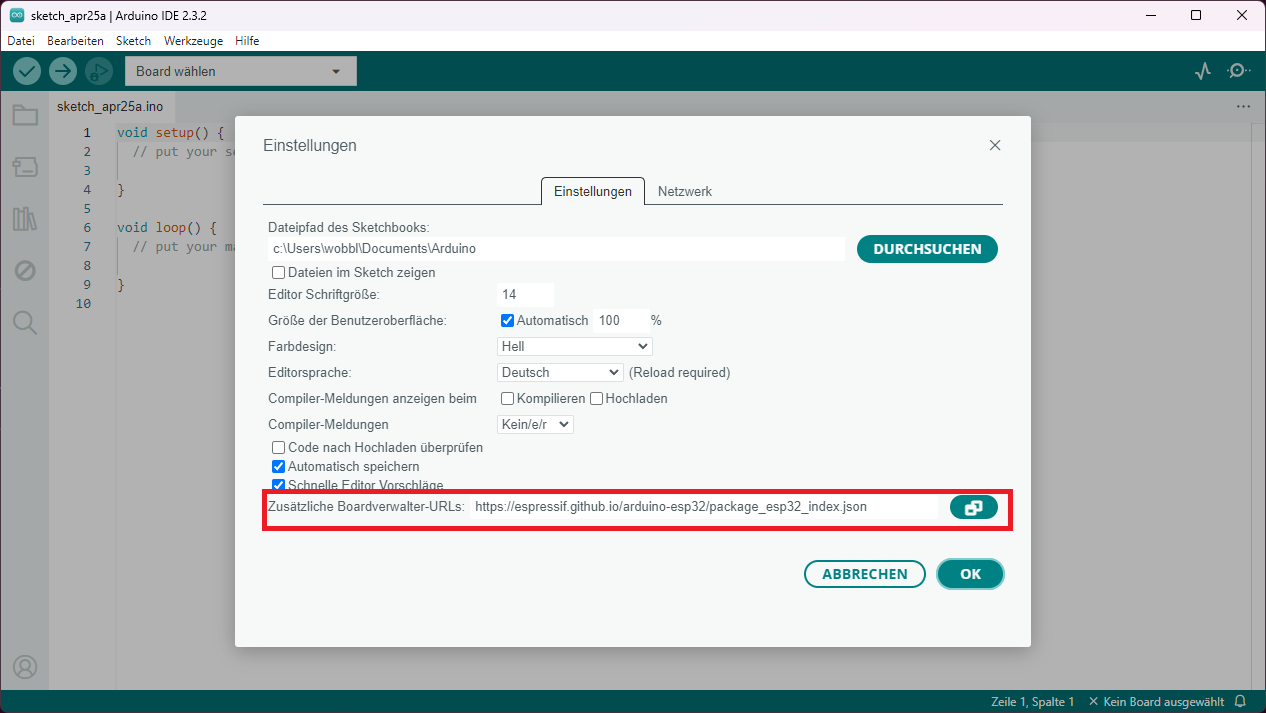 sketch_apr25a | Arduino IDE 2.3.2
Datei Bearbeiten Sketch Werkzeuge Hilfe
Board wählen
sketch_apr25a.ino
Einstellungen
Einstellungen Netzwerk
1 void setup() {
2 // put your s
3
4 }
5
6 void loop() {
7 // put your m
8
9 }
10
Dateipfad des Sketchbooks:
c:\Users\wobbl\Documents\Arduino DURCHSUCHEN
Dateien im Sketch zeigen
Editor Schriftgröße: 14
Größe der Benutzeroberfläche: Automatisch 100 %
Farbdesign: Hell
Editorsprache: Deutsch (Reload required)
Compiler-Meldungen anzeigen beim Kompilieren Hochladen
Compiler-Meldungen Kein/e/r
Code nach Hochladen überprüfen
Automatisch speichern
Schnelle Editor Vorschläge
Zusätzliche Boardverwalter-URLs: https://espressif.github.io/arduino-esp32/package_esp32_index.json
ABBRECHEN OK
Zeile 1, Spalte 1 Kein Board ausgewählt